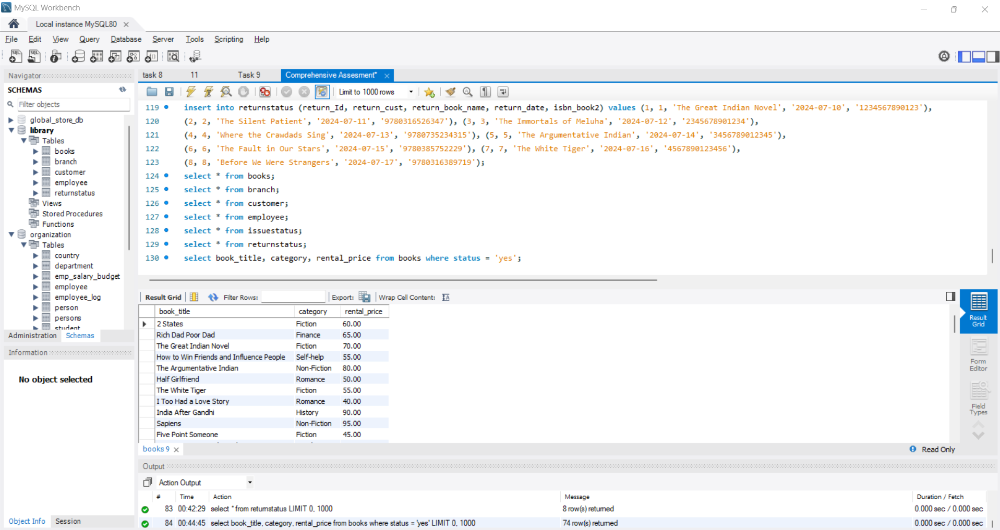 MySQL Workbench
Local instance MySQL80
File Edit View Query Database Server Tools Scripting Help
Navigator
SCHEMAS
Filter objects
global_store_db
library
Tables
books
branch
customer
employee
returnstatus
Views
Stored Procedures
Functions
organization
Tables
country
department
emp_salary_budget
employee
employee_log
person
persons
student
Administration Schemas
Information
No object selected
Object Info Session
task 8 11 Task 9 Comprehensive Assesment*
Limit to 1000 rows
119 insert into returnstatus (return_Id, return_cust, return_book_name, return_date, isbn_book2) values (1, 1, 'The Great Indian Novel', '2024-07-10', '1234567890123'),
120 (2, 2, 'The Silent Patient', '2024-07-11', '9780316526347'), (3, 3, 'The Immortals of Meluha', '2024-07-12', '2345678901234'),
121 (4, 4, 'Where the Crawdads Sing', '2024-07-13', '9780735234315'), (5, 5, 'The Argumentative Indian', '2024-07-14', '3456789012345'),
122 (6, 6, 'The Fault in Our Stars', '2024-07-15', '9780385752229'), (7, 7, 'The White Tiger', '2024-07-16', '4567890123456'),
123 (8, 8, 'Before We Were Strangers', '2024-07-17', '9780316389719');
124 select * from books;
125 select * from branch;
126 select * from customer;
127 select * from employee;
128 select * from issuestatus;
129 select * from returnstatus;
130 select book_title, category, rental_price from books where status = 'yes';
Result Grid Filter Rows: Export: Wrap Cell Content:
book_title category rental_price
2 States Fiction 60.00
Rich Dad Poor Dad Finance 65.00
The Great Indian Novel Fiction 70.00
How to Win Friends and Influence People Self-help 55.00
The Argumentative Indian Non-Fiction 80.00
Half Girlfriend Romance 50.00
The White Tiger Fiction 55.00
I Too Had a Love Story Romance 40.00
India After Gandhi History 90.00
Sapiens Non-Fiction 95.00
Five Point Someone Fiction 45.00
Result
Grid
Form
Editor
Field
Types
books 9 Read Only
Output
Action Output
# Time Action Message Duration / Fetch
83 00:42:29 select * from returnstatus LIMIT 0, 1000 8 row(s) returned 0.000 sec / 0.000 sec
84 00:44:45 select book_title, category, rental_price from books where status = 'yes' LIMIT 0, 1000 74 row(s) returned 0.000 sec / 0.000 sec